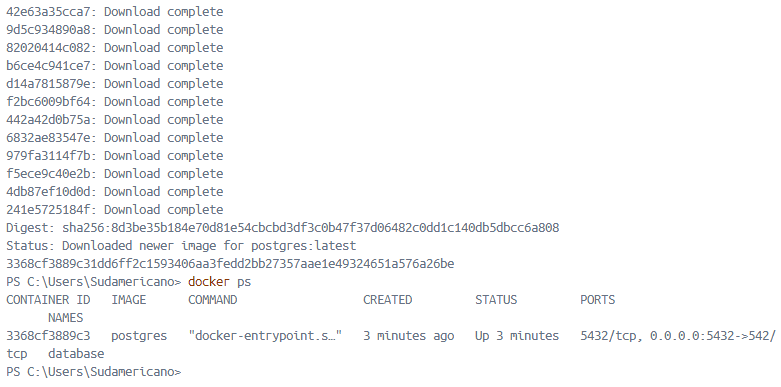 42e63a35cca7: Download complete
9d5c934890a8: Download complete
82020414c082: Download complete
b6ce4c941ce7: Download complete
d14a7815879e: Download complete
f2bc6009bf64: Download complete
442a42d0b75a: Download complete
6832ae83547e: Download complete
979fa3114f7b: Download complete
f5ece9c40e2b: Download complete
4db87ef10d0d: Download complete
241e5725184f: Download complete
Digest: sha256:8d3be35b184e70d81e54cbcbd3df3c0b47f37d06482c0dd1c140db5dbcc6a808
Status: Downloaded newer image for postgres:latest
3368cf3889c31dd6ff2c1593406aa3fedd2bb27357aae1e49324651a576a26be
PS C:\Users\Sudamericano> docker ps
CONTAINER ID   IMAGE      COMMAND                  CREATED         STATUS         PORTS
      NAMES
3368cf3889c3   postgres   "docker-entrypoint.s…"   3 minutes ago   Up 3 minutes   5432/tcp, 0.0.0.0:5432->542/
tcp   database
PS C:\Users\Sudamericano>